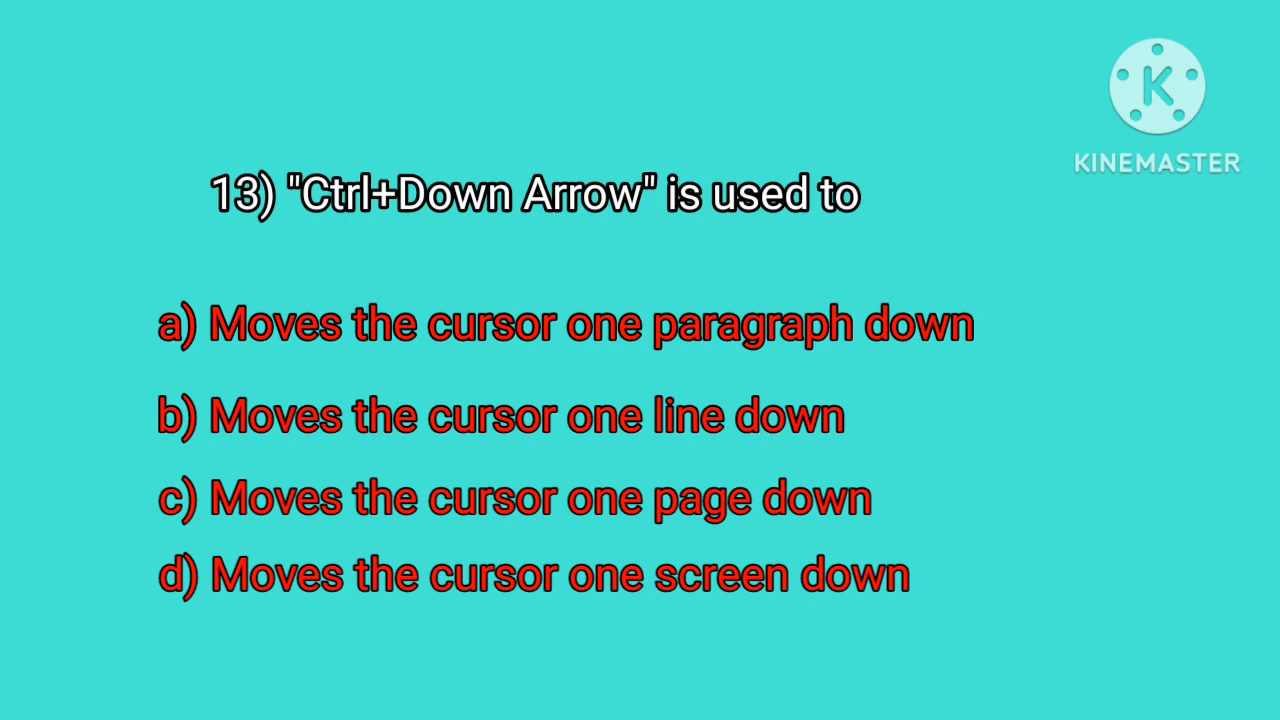 KINEMASTER
13) "Ctrl+Down Arrow" is used to
a) Moves the cursor one paragraph down
b) Moves the cursor one line down
c) Moves the cursor one page down
d) Moves the cursor one screen down